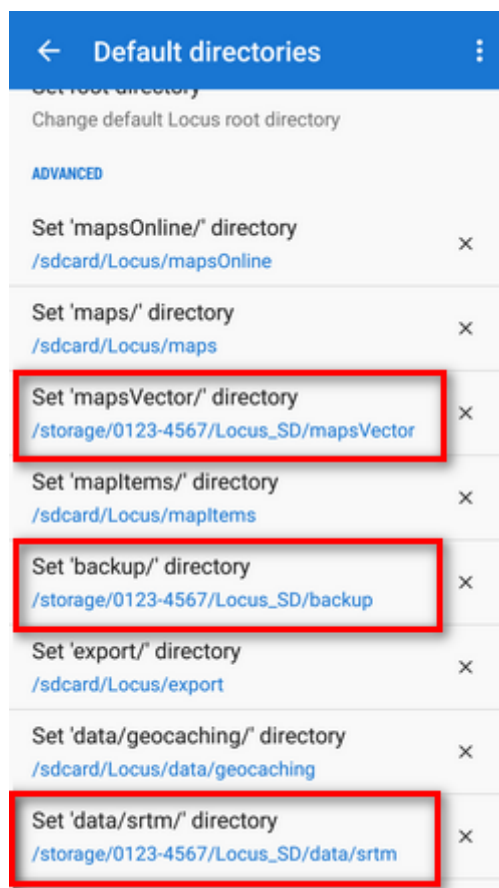 Default directories
Set root directory
Change default Locus root directory
ADVANCED
Set 'mapsOnline/' directory
/sdcard/Locus/mapsOnline
Set 'maps/' directory
/sdcard/Locus/maps
Set 'mapsVector/' directory
/storage/0123-4567/Locus_SD/mapsVector
Set 'mapItems/' directory
/sdcard/Locus/mapItems
Set 'backup/' directory
/storage/0123-4567/Locus_SD/backup
Set 'export/' directory
/sdcard/Locus/export
Set 'data/geocaching/' directory
/sdcard/Locus/data/geocaching
Set 'data/srtm/' directory
/storage/0123-4567/Locus_SD/data/srtm